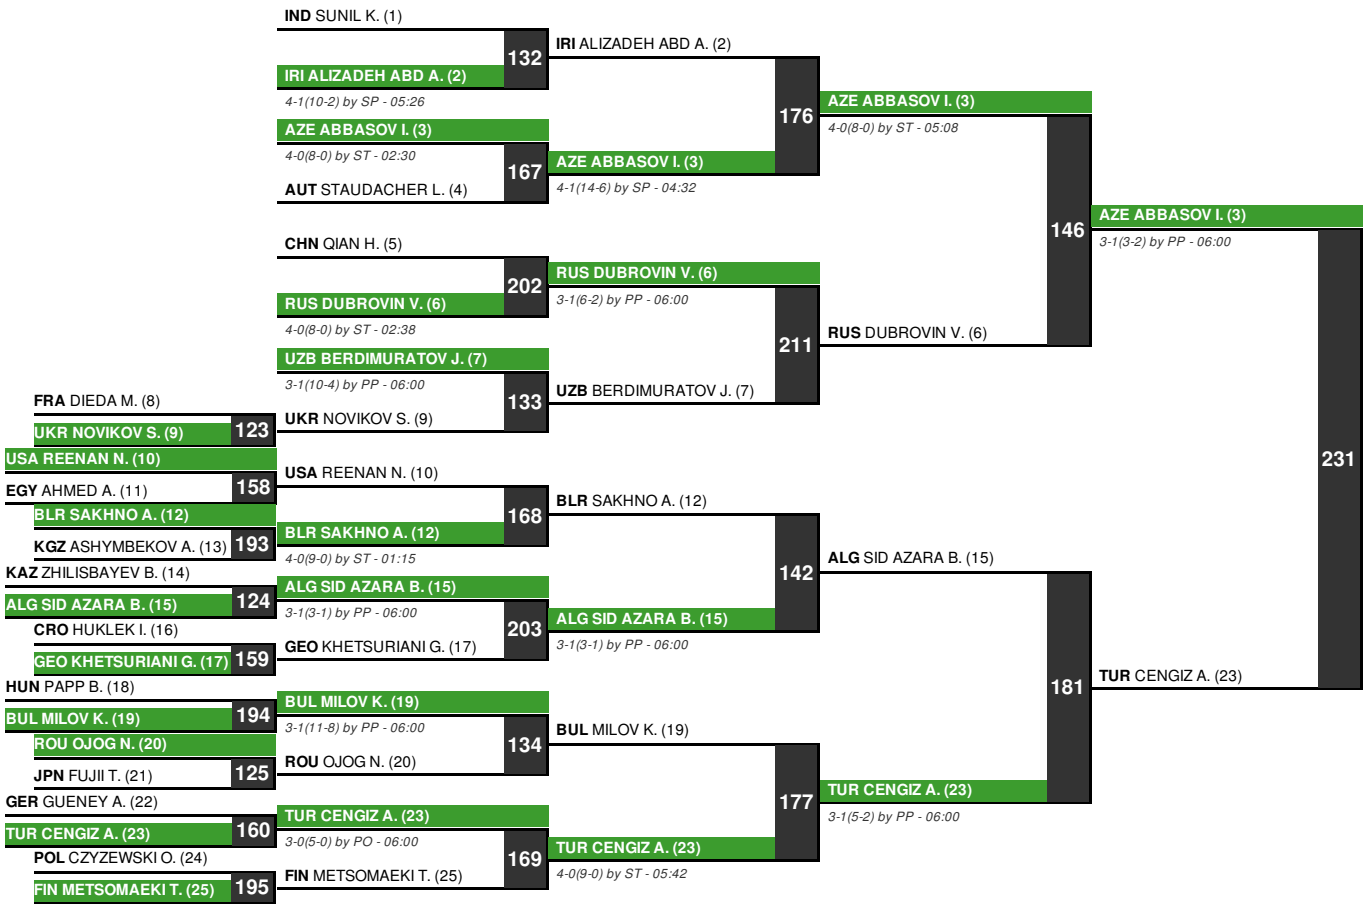 IND SUNIL K. (1)
132
IRI ALIZADEH ABD A. (2)
4-1(10-2) by SP - 05:26
AZE ABBASOV I. (3)
4-0(8-0) by ST - 02:30
167
AUT STAUDACHER L. (4)
CHN QIAN H. (5)
202
RUS DUBROVIN V. (6)
4-0(8-0) by ST - 02:38
UZB BERDIMURATOV J. (7)
3-1(10-4) by PP - 06:00
133
UKR NOVIKOV S. (9)
FRA DIEDA M. (8)
123
UKR NOVIKOV S. (9)
USA REENAN N. (10)
158
EGY AHMED A. (11)
BLR SAKHNO A. (12)
193
KGZ ASHYMBEKOV A. (13)
KAZ ZHILISBAYEV B. (14)
124
ALG SID AZARA B. (15)
CRO HUKLEK I. (16)
159
GEO KHETSURIANI G. (17)
HUN PAPP B. (18)
194
BUL MILOV K. (19)
ROU OJOG N. (20)
125
JPN FUJII T. (21)
GER GUENEY A. (22)
160
TUR CENGIZ A. (23)
POL CZYZEWSKI O. (24)
195
FIN METSOMAEKI T. (25)
USA REENAN N. (10)
168
BLR SAKHNO A. (12)
4-0(9-0) by ST - 01:15
ALG SID AZARA B. (15)
3-1(3-1) by PP - 06:00
203
GEO KHETSURIANI G. (17)
BUL MILOV K. (19)
3-1(11-8) by PP - 06:00
134
ROU OJOG N. (20)
TUR CENGIZ A. (23)
3-0(5-0) by PO - 06:00
169
FIN METSOMAEKI T. (25)
IRI ALIZADEH ABD A. (2)
176
AZE ABBASOV I. (3)
4-1(14-6) by SP - 04:32
RUS DUBROVIN V. (6)
3-1(6-2) by PP - 06:00
211
UZB BERDIMURATOV J. (7)
BLR SAKHNO A. (12)
142
ALG SID AZARA B. (15)
3-1(3-1) by PP - 06:00
BUL MILOV K. (19)
177
TUR CENGIZ A. (23)
4-0(9-0) by ST - 05:42
AZE ABBASOV I. (3)
4-0(8-0) by ST - 05:08
146
RUS DUBROVIN V. (6)
ALG SID AZARA B. (15)
181
TUR CENGIZ A. (23)
3-1(5-2) by PP - 06:00
AZE ABBASOV I. (3)
3-1(3-2) by PP - 06:00
231
TUR CENGIZ A. (23)